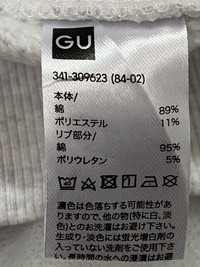 GU
341-309623 (84-02)
本体/
綿 89%
ポリエステル 11%
リブ部分/
綿 95%
ポリウレタン 5%
40
濃色は色落ちする可能性があり
ますので、他の物(特に白、淡
色)とのお洗濯はお避け下さい。
生成り・淡色には蛍光増白剤の
入っていない洗剤をご使用下さい。